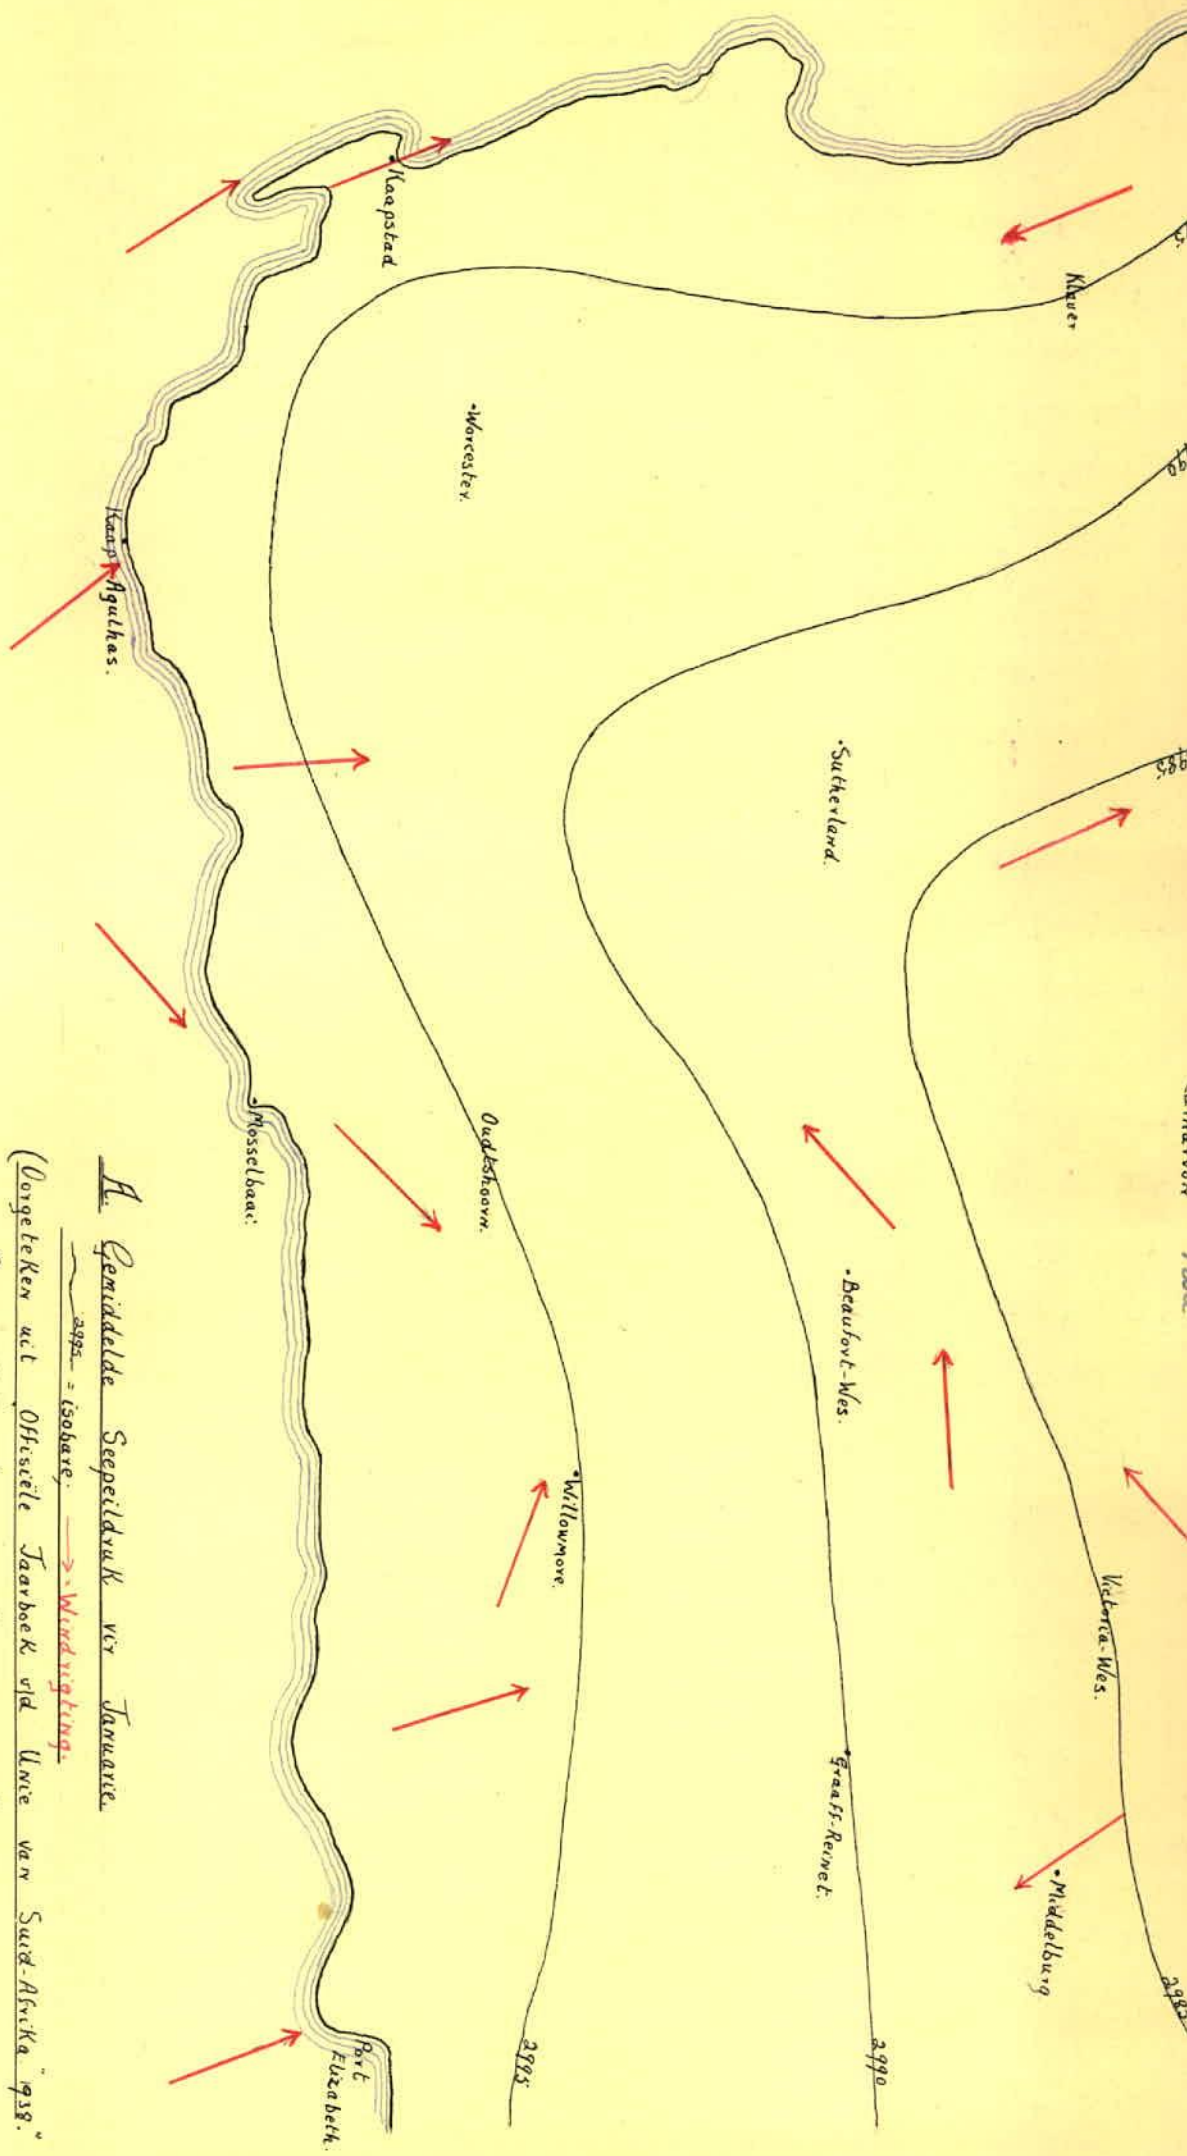 Kaapstad
Klaver
Worcester.
Kaap Agulhas.
Sutherland.
Oudtshoorn.
Mosselbaai.
Beaufort-Wes.
Willowmore.
Victoria-Wes.
Graaff-Reinet.
Middelburg
Port
Elizabeth.
2995
2990
2985
A. Gemiddelde Seepeildruk vir Januarie.
2995 = isobare; → = Windrigting.
(Oorgeteken uit Offisiële Jaarboek v/d Unie van Suid-Afrika 1938."